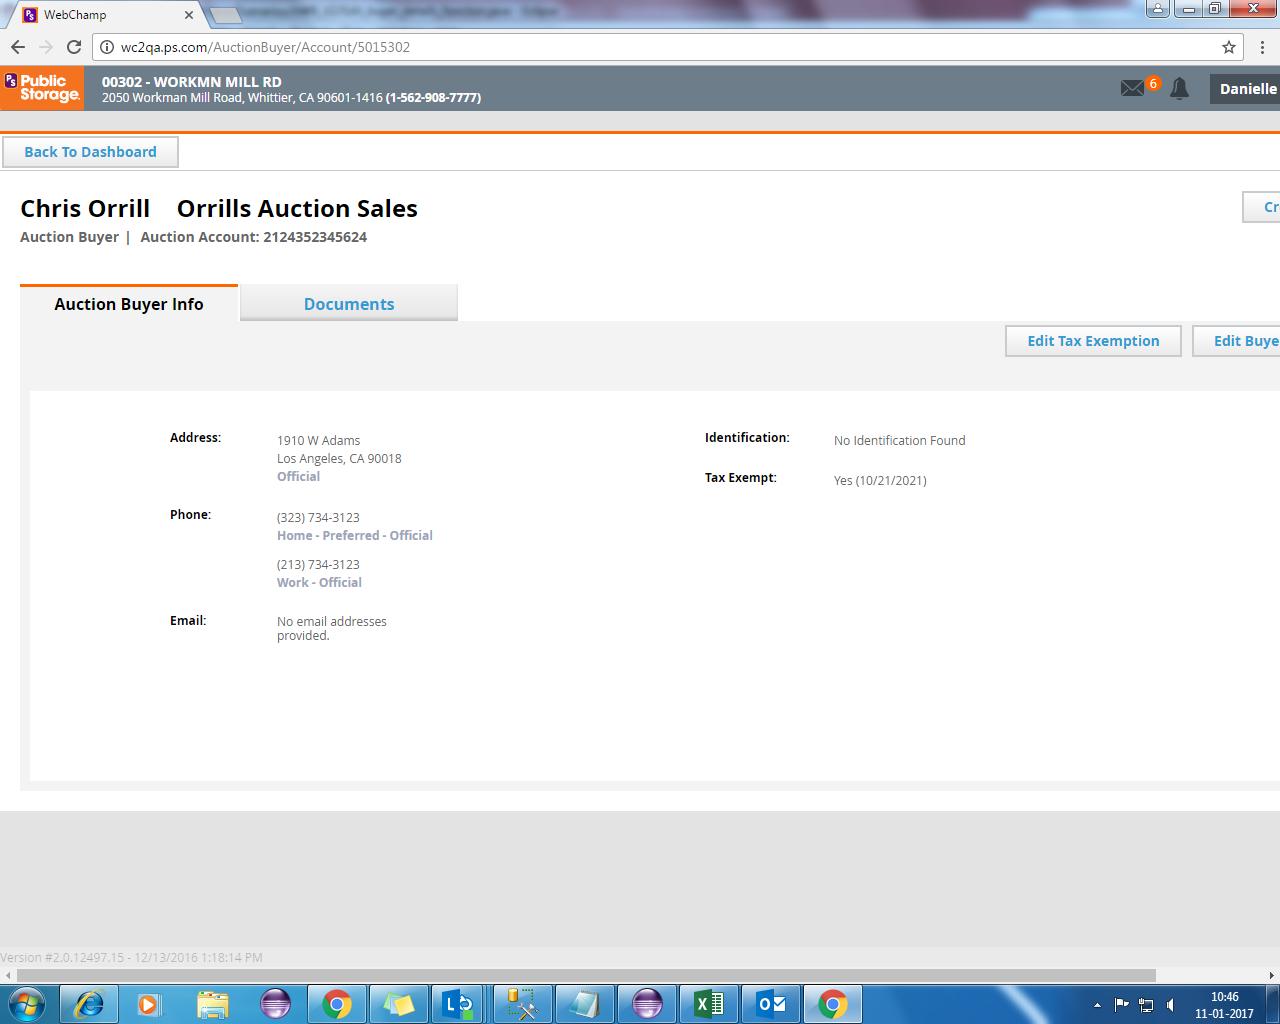 WebChamp
wc2qa.ps.com/AuctionBuyer/Account/5015302
PS Public Storage.
00302 - WORKMN MILL RD
2050 Workman Mill Road, Whittier, CA 90601-1416 (1-562-908-7777)
6
Danielle
Back To Dashboard
Chris Orrill Orrills Auction Sales
Cr
Auction Buyer | Auction Account: 2124352345624
Auction Buyer Info
Documents
Edit Tax Exemption
Edit Buye
Address:
1910 W Adams
Los Angeles, CA 90018
Official
Phone:
(323) 734-3123
Home - Preferred - Official
(213) 734-3123
Work - Official
Email:
No email addresses
provided.
Identification:
No Identification Found
Tax Exempt:
Yes (10/21/2021)
Version #2.0.12497.15 - 12/13/2016 1:18:14 PM
10:46
11-01-2017